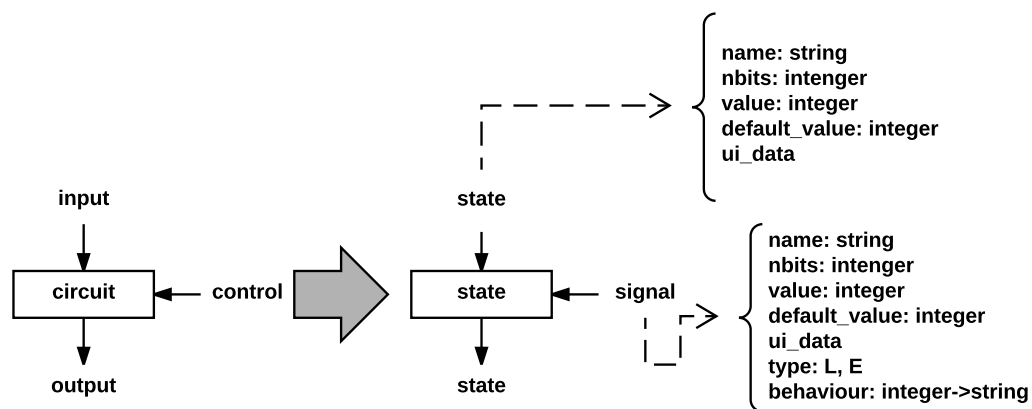 name: string
nbits: intenger
value: integer
default_value: integer
ui_data
input
state
name: string
nbits: intenger
value: integer
default_value: integer
ui_data
type: L, E
behaviour: integer->string
circuit
control
state
signal
output
state